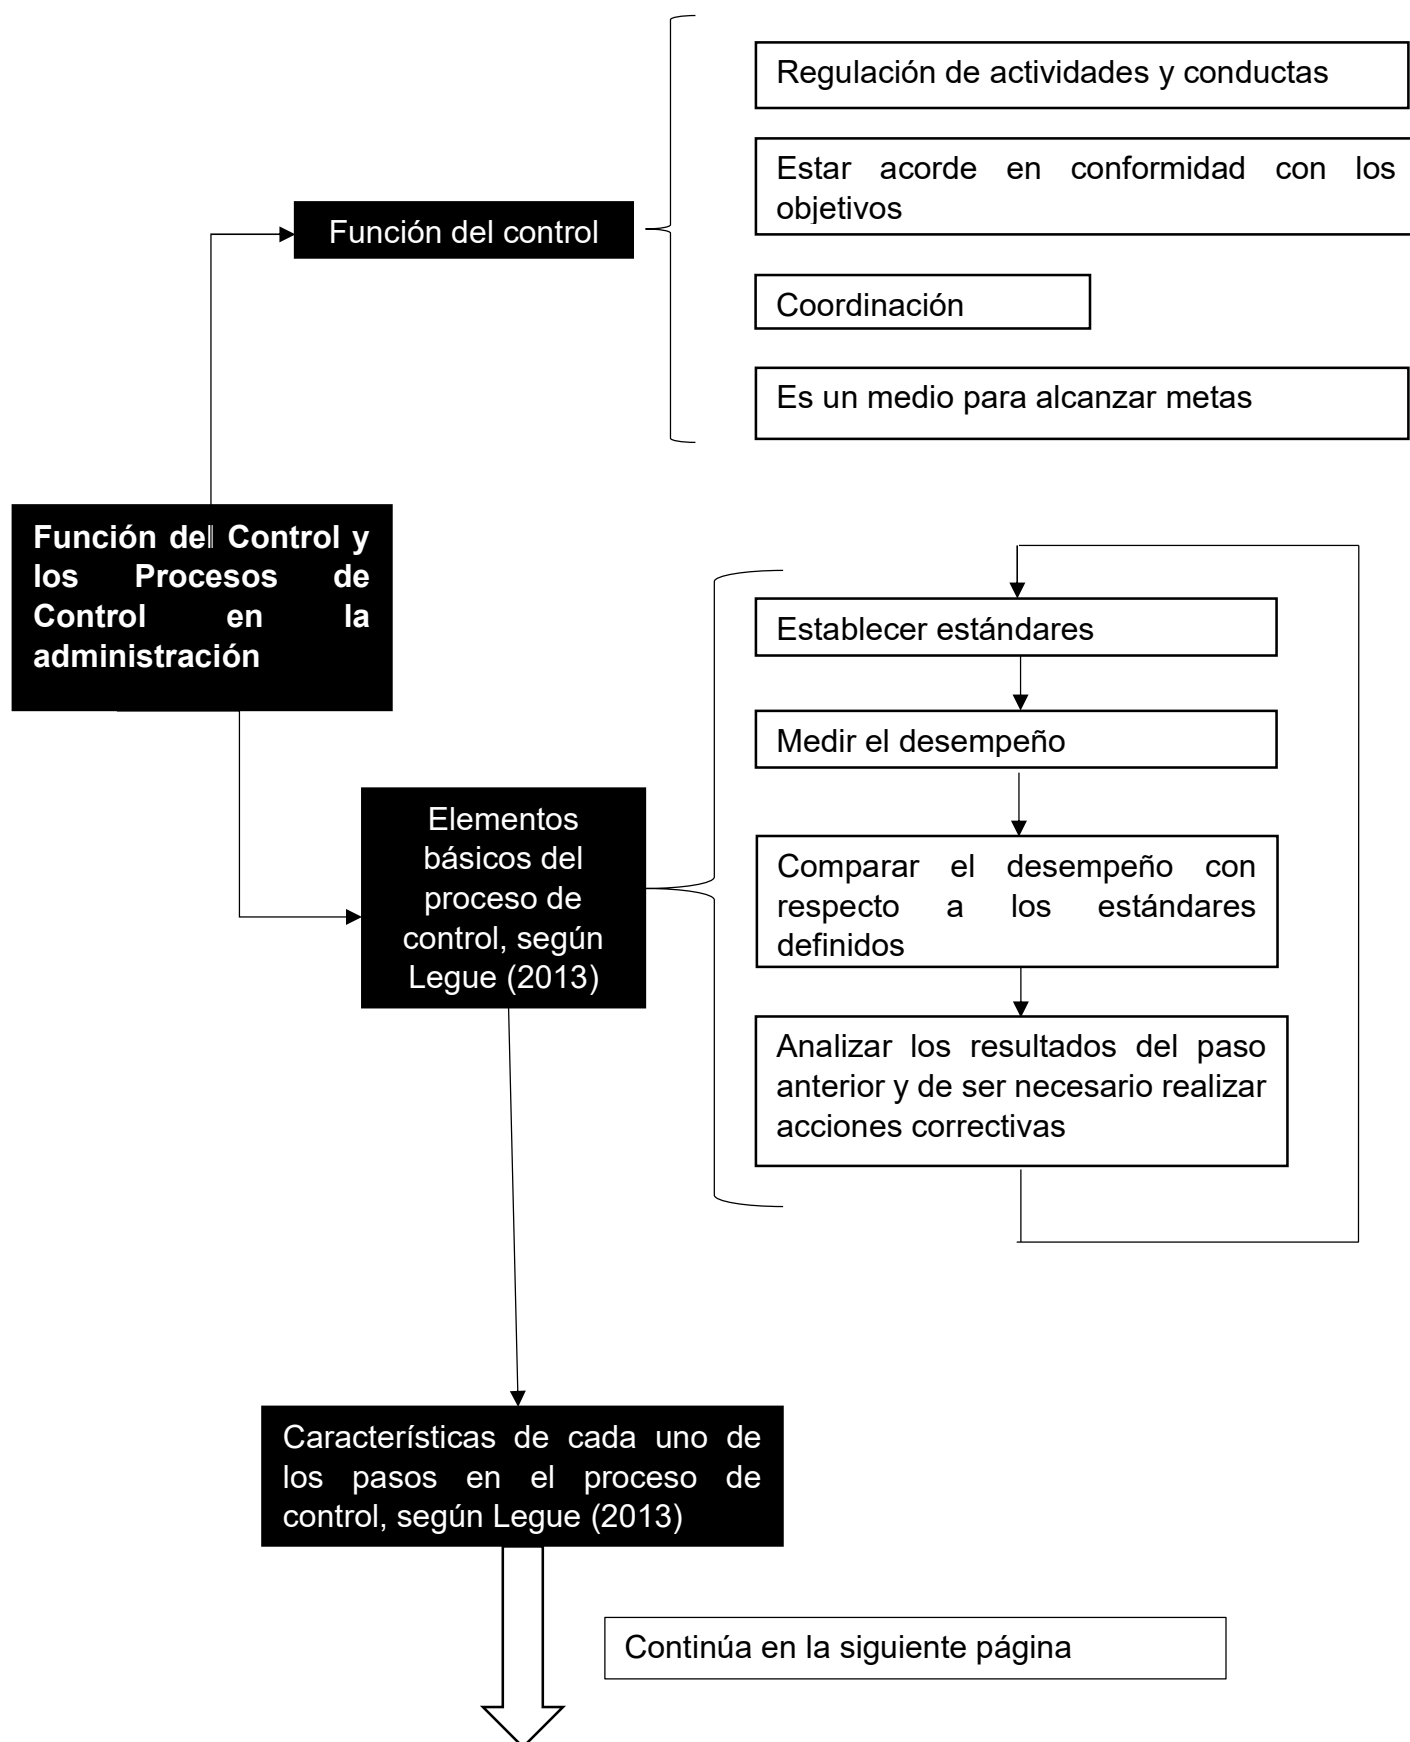 Regulación de actividades y conductas
Estar acorde en conformidad con los
objetivos
Función del control
Coordinación
Es un medio para alcanzar metas
Función del Control y
los Procesos de
Control en la
administración
Establecer estándares
Medir el desempeño
Elementos
básicos del
proceso de
control, según
Legue (2013)
Comparar el desempeño con
respecto a los estándares
definidos
Analizar los resultados del paso
anterior y de ser necesario realizar
acciones correctivas
Características de cada uno de
los pasos en el proceso de
control, según Legue (2013)
Continúa en la siguiente página